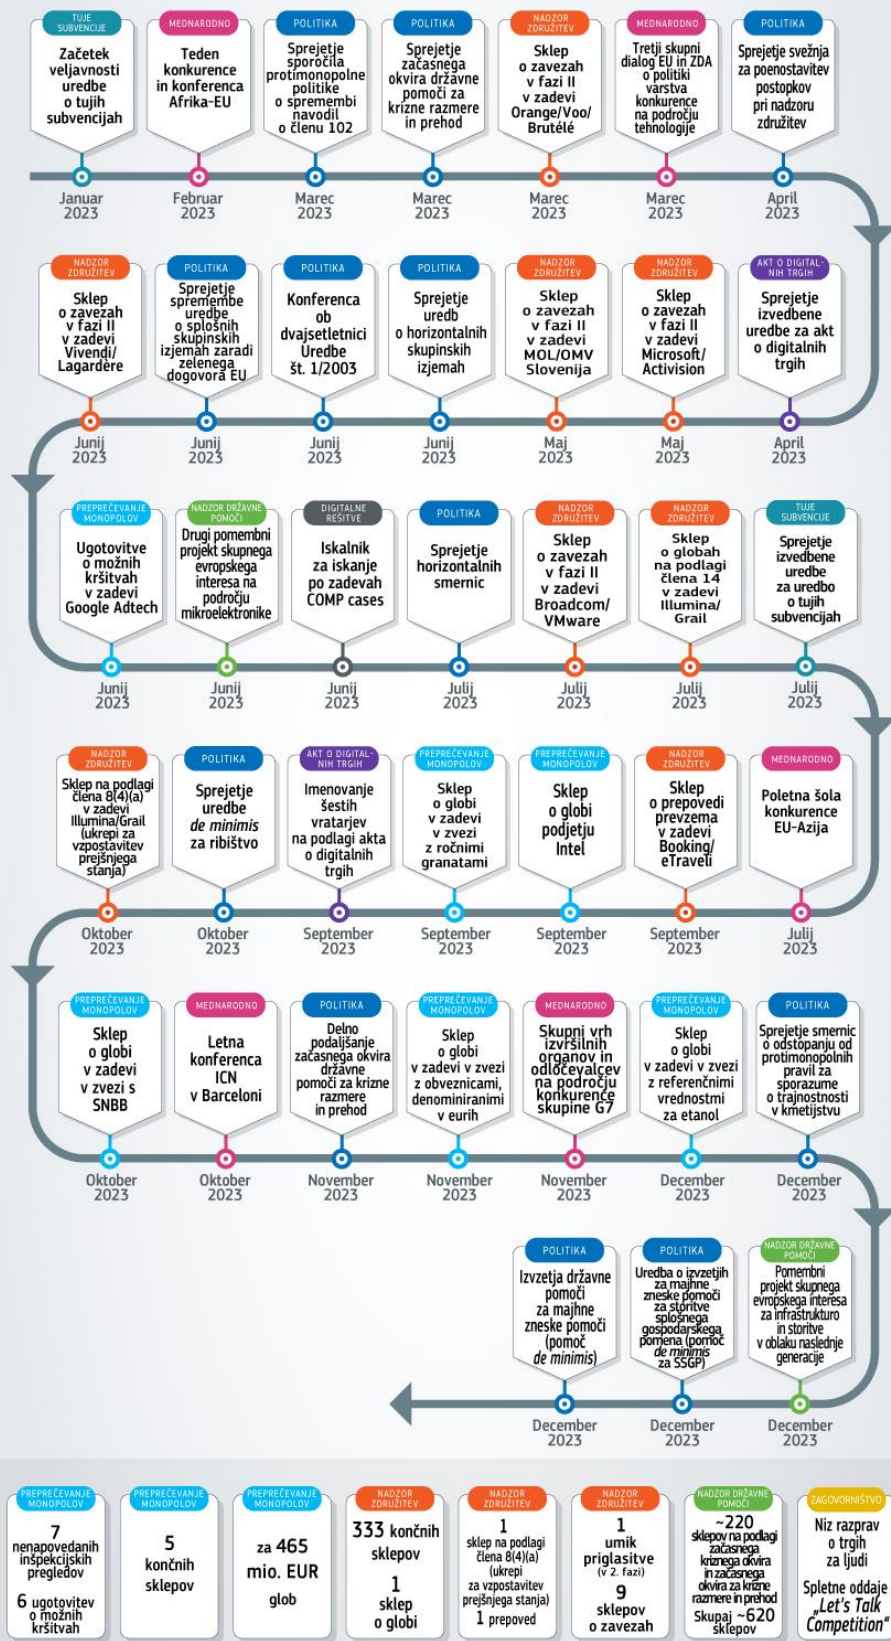 TUJE
SUBVENCIJE
Začetek
veljavnosti
uredbe
o tujih
subvencijah
Januar
2023
MEDNARODNO
Teden
konkurence
in konferenca
Afrika-EU
Februar
2023
POLITIKA
Sprejetje
sporočila
protimonopolne
politike
o spremembi
navodil
o členu 102
Marec
2023
POLITIKA
Sprejetje
začasnega
okvira državne
pomoči za
krizne razmere
in prehod
Marec
2023
NADZOR
ZDRUŽITEV
Sklep
o zavezah
v fazi II
v zadevi
Orange/Voo/
Brutélé
Marec
2023
MEDNARODNO
Tretji skupni
dialog EU in ZDA
o politiki
varstva
konkurence
na področju
tehnologije
Marec
2023
POLITIKA
Sprejetje svežnja
za poenostavitev
postopkov
pri nadzoru
združitev
April
2023
NADZOR
ZDRUŽITEV
Sklep
o zavezah
v fazi II
v zadevi
Vivendi/
Lagardère
Junij
2023
POLITIKA
Sprejetje
spremembe
uredbe
o splošnih
skupinskih
izjemah zaradi
zelenega
dogovora EU
Junij
2023
POLITIKA
Konferenca
ob
dvajsetletnici
Uredbe
št. 1/2003
Junij
2023
POLITIKA
Sprejetje
uredb
o horizontalnih
skupinskih
izjemah
Junij
2023
NADZOR
ZDRUŽITEV
Sklep
o zavezah
v fazi II
v zadevi
MOL/OMV
Slovenija
Maj
2023
NADZOR
ZDRUŽITEV
Sklep
o zavezah
v fazi II
v zadevi
Microsoft/
Activision
Maj
2023
AKT O DIGITAL-
NIH TRGIH
Sprejetje
izvedbene
uredbe za akt
o digitalnih
trgih
April
2023
PREPREČEVANJE
MONOPOLOV
Ugotovitve
o možnih
kršitvah
v zadevi
Google Adtech
Junij
2023
NADZOR DRŽAVNE
POMOČI
Drugi pomembni
projekt skupnega
evropskega
interesa na
področju
mikroelektronike
Junij
2023
DIGITALNE
REŠITVE
Iskalnik
za iskanje
po zadevah
COMP cases
Junij
2023
POLITIKA
Sprejetje
horizontalnih
smernic
Julij
2023
NADZOR
ZDRUŽITEV
Sklep
o zavezah
v fazi II
v zadevi
Broadcom/
VMware
Julij
2023
NADZOR
ZDRUŽITEV
Sklep
o globah
na podlagi
člena 14
v zadevi
Illumina/
Grail
Julij
2023
TUJE
SUBVENCIJE
Sprejetje
izvedbene
uredbe
za uredbo
o tujih
subvencijah
Julij
2023
NADZOR
ZDRUŽITEV
Sklep na podlagi
člena 8(4)(a)
v zadevi
Illumina/Grail
(ukrepi za
vzpostavitev
prejšnjega
stanja)
Oktober
2023
POLITIKA
Sprejetje
uredbe
de minimis
za ribištvo
Oktober
2023
AKT O DIGITAL-
NIH TRGIH
Imenovanje
šestih
vratarjev
na podlagi akta
o digitalnih
trgih
September
2023
PREPREČEVANJE
MONOPOLOV
Sklep
o globi
v zadevi
v zvezi
z ročnimi
granatami
September
2023
PREPREČEVANJE
MONOPOLOV
Sklep
o globi
podjetju
Intel
September
2023
NADZOR
ZDRUŽITEV
Sklep
o prepovedi
prevzema
v zadevi
Booking/
eTraveli
September
2023
MEDNARODNO
Poletna šola
konkurence
EU-Azija
Julij
2023
PREPREČEVANJE
MONOPOLOV
Sklep
o globi
v zadevi
v zvezi s
SNBB
Oktober
2023
MEDNARODNO
Letna
konferenca
ICN
v Barceloni
Oktober
2023
POLITIKA
Delno
podaljšanje
začasnega okvira
državne
pomoči za krizne
razmere
in prehod
November
2023
PREPREČEVANJE
MONOPOLOV
Sklep
o globi
v zadevi v zvezi
z obveznicami,
denominiranimi
v eurih
November
2023
MEDNARODNO
Skupni vrh
izvršilnih
organov in
odločevalcev
na področju
konkurence
skupine G7
November
2023
PREPREČEVANJE
MONOPOLOV
Sklep
o globi
v zadevi v zvezi
z referenčnimi
vrednostmi
za etanol
December
2023
POLITIKA
Sprejetje smernic
o odstopanju od
protimonopolnih
pravil za
sporazume
o trajnostnosti
v kmetijstvu
December
2023
POLITIKA
Izvzetja državne
pomoči
za majhne
zneske pomoči
(pomoč
de minimis)
December
2023
POLITIKA
Uredba o izvzetjih
za majhne
zneske pomoči
za storitve
splošnega
gospodarskega
pomena (pomoč
de minimis
za SSGP)
December
2023
NADZOR DRŽAVNE
POMOČI
Pomembni
projekt skupnega
evropskega interesa
za infrastrukturo
in storitve
v oblaku naslednje
generacije
December
2023
PREPREČEVANJE
MONOPOLOV
7
nenapovedanih
inšpekcijskih
pregledov
6 ugotovitev
o možnih
kršitvah
PREPREČEVANJE
MONOPOLOV
5
končnih
sklepov
PREPREČEVANJE
MONOPOLOV
za 465
mio. EUR
glob
NADZOR
ZDRUŽITEV
333 končnih
sklepov
1
sklep
o globi
NADZOR
ZDRUŽITEV
1
sklep na podlagi
člena 8(4)(a)
(ukrepi
za vzpostavitev
prejšnjega stanja)
1 prepoved
NADZOR
ZDRUŽITEV
1
umik
priglasitve
(v 2. fazi)
9
sklepov
o zavezah
NADZOR DRŽAVNE
POMOČI
~220
sklepov na podlagi
začasnega
kriznega okvira
in začasnega
okvira za krizne
razmere in prehod
Skupaj ~620
sklepov
ZAGOVORNIŠTVO
Niz razprav
o trgih
za ljudi
Spletne oddaje
„Let's Talk
Competition“